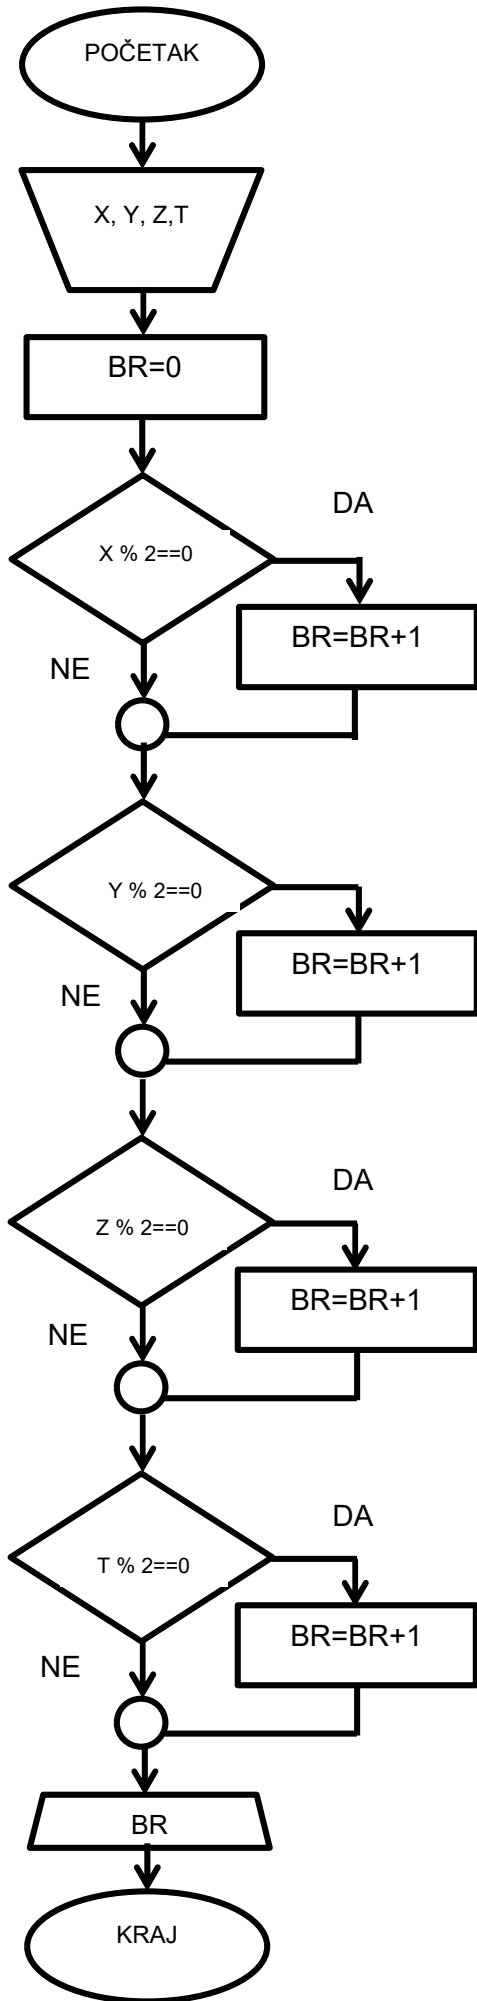 POČETAK
X, Y, Z,T
BR=0
DA
X % 2==0
BR=BR+1
NE
Y % 2==0
BR=BR+1
NE
DA
Z % 2==0
BR=BR+1
NE
DA
T % 2==0
BR=BR+1
NE
BR
KRAJ